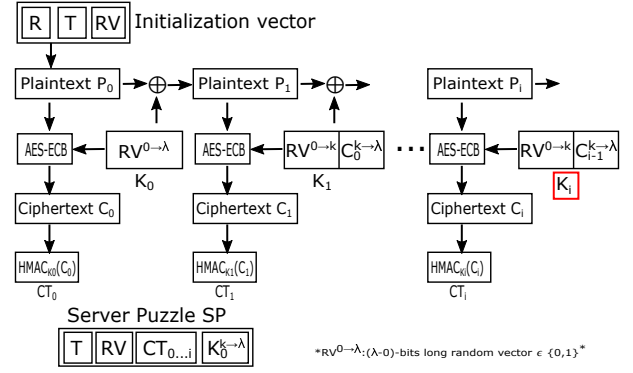 R T RV Initialization vector
Plaintext P₀ ⊕ Plaintext P₁ ⊕ Plaintext Pᵢ
AES-ECB RV⁰→λ AES-ECB RV⁰→k C₀k→λ ... AES-ECB RV⁰→k Cᵢ₋₁k→λ
K₀ K₁ Kᵢ
Ciphertext C₀ Ciphertext C₁ Ciphertext Cᵢ
HMACK0(C₀) HMACK1(C₁) HMACKi(Cᵢ)
CT₀ CT₁ CTᵢ
Server Puzzle SP
T RV CT₀...ᵢ K₀k→λ
*RV⁰→λ:(λ-0)-bits long random vector ϵ {0,1}*